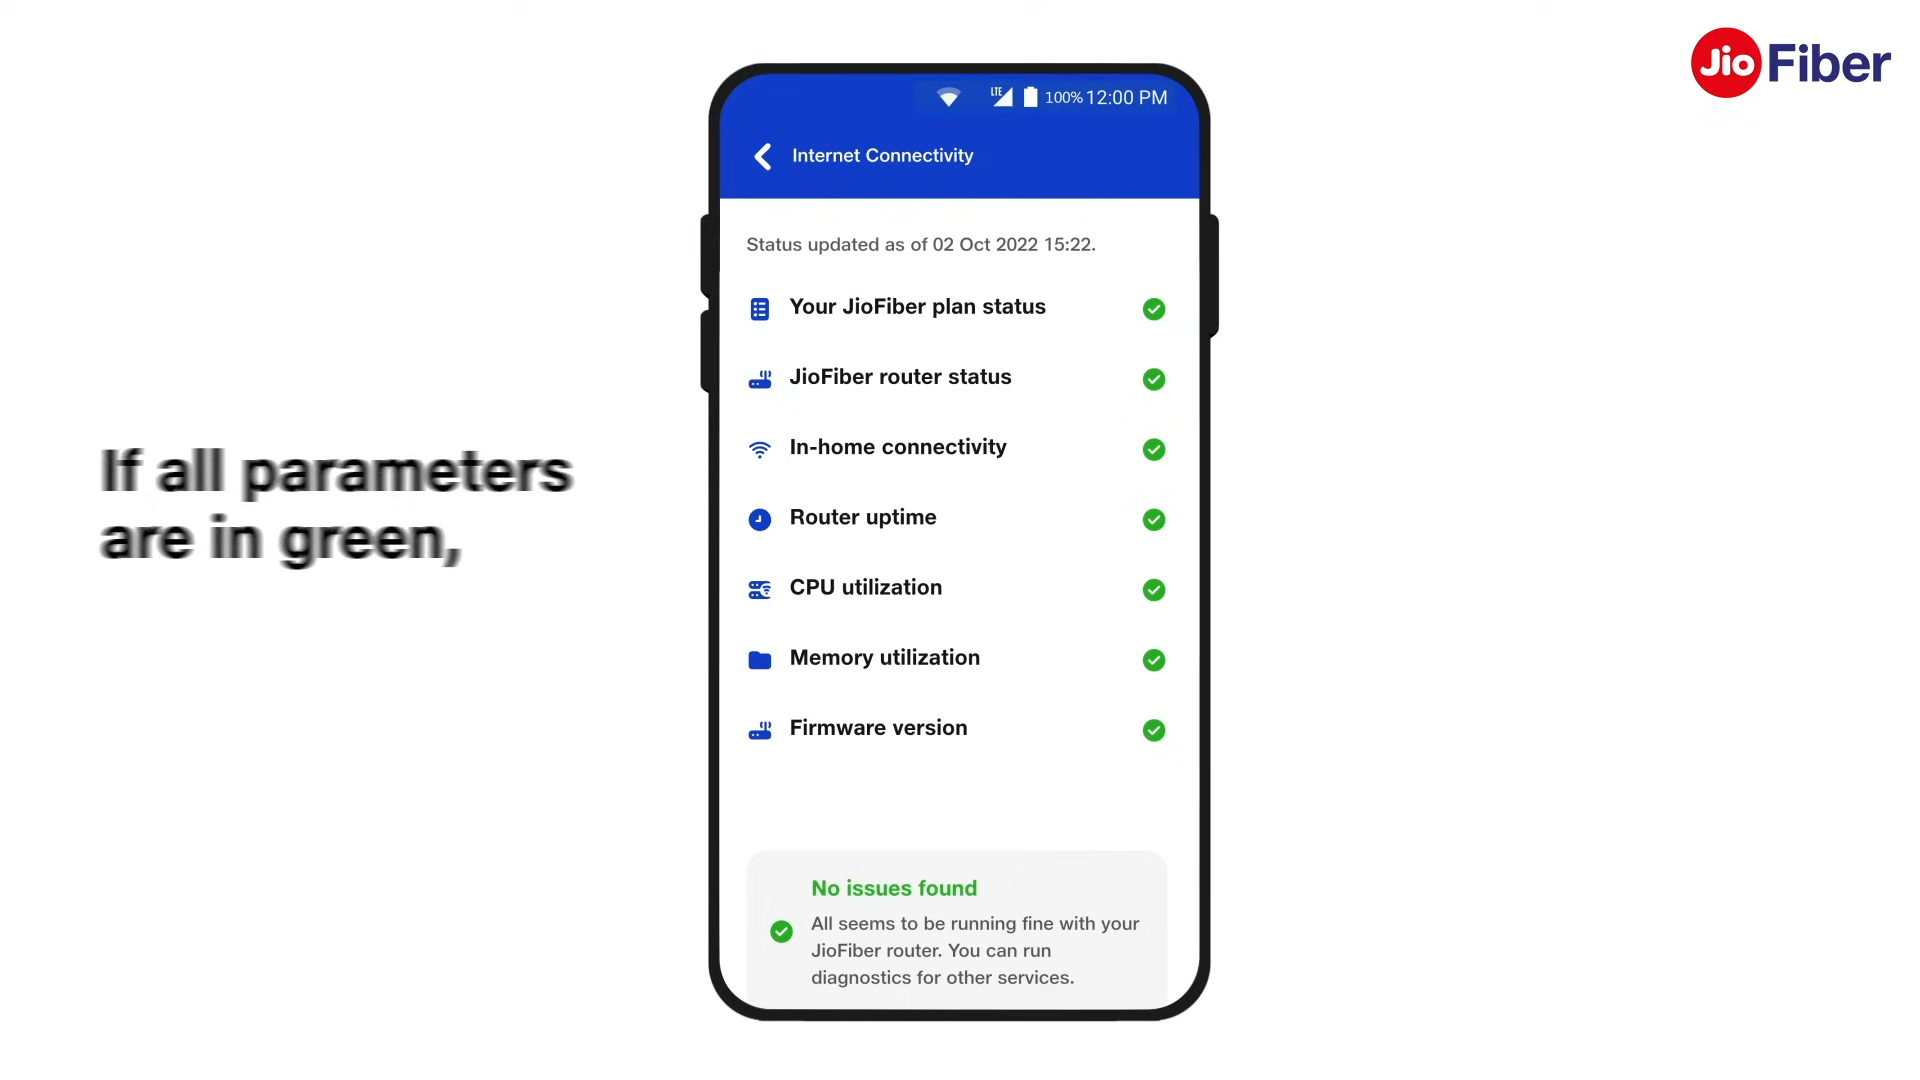 Jio Fiber
LTE 100% 12:00 PM
Internet Connectivity
Status updated as of 02 Oct 2022 15:22.
Your JioFiber plan status
JioFiber router status
In-home connectivity
Router uptime
CPU utilization
Memory utilization
Firmware version
If all parameters
are in green,
No issues found
All seems to be running fine with your
JioFiber router. You can run
diagnostics for other services.